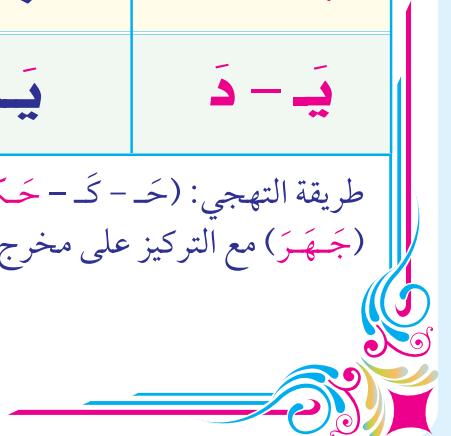 يَـ – دَ يَـ
طريقة التهجي: (حَـ – كَـ – حَكَـ
(جَـهَـرَ) مع التركيز على مخرج